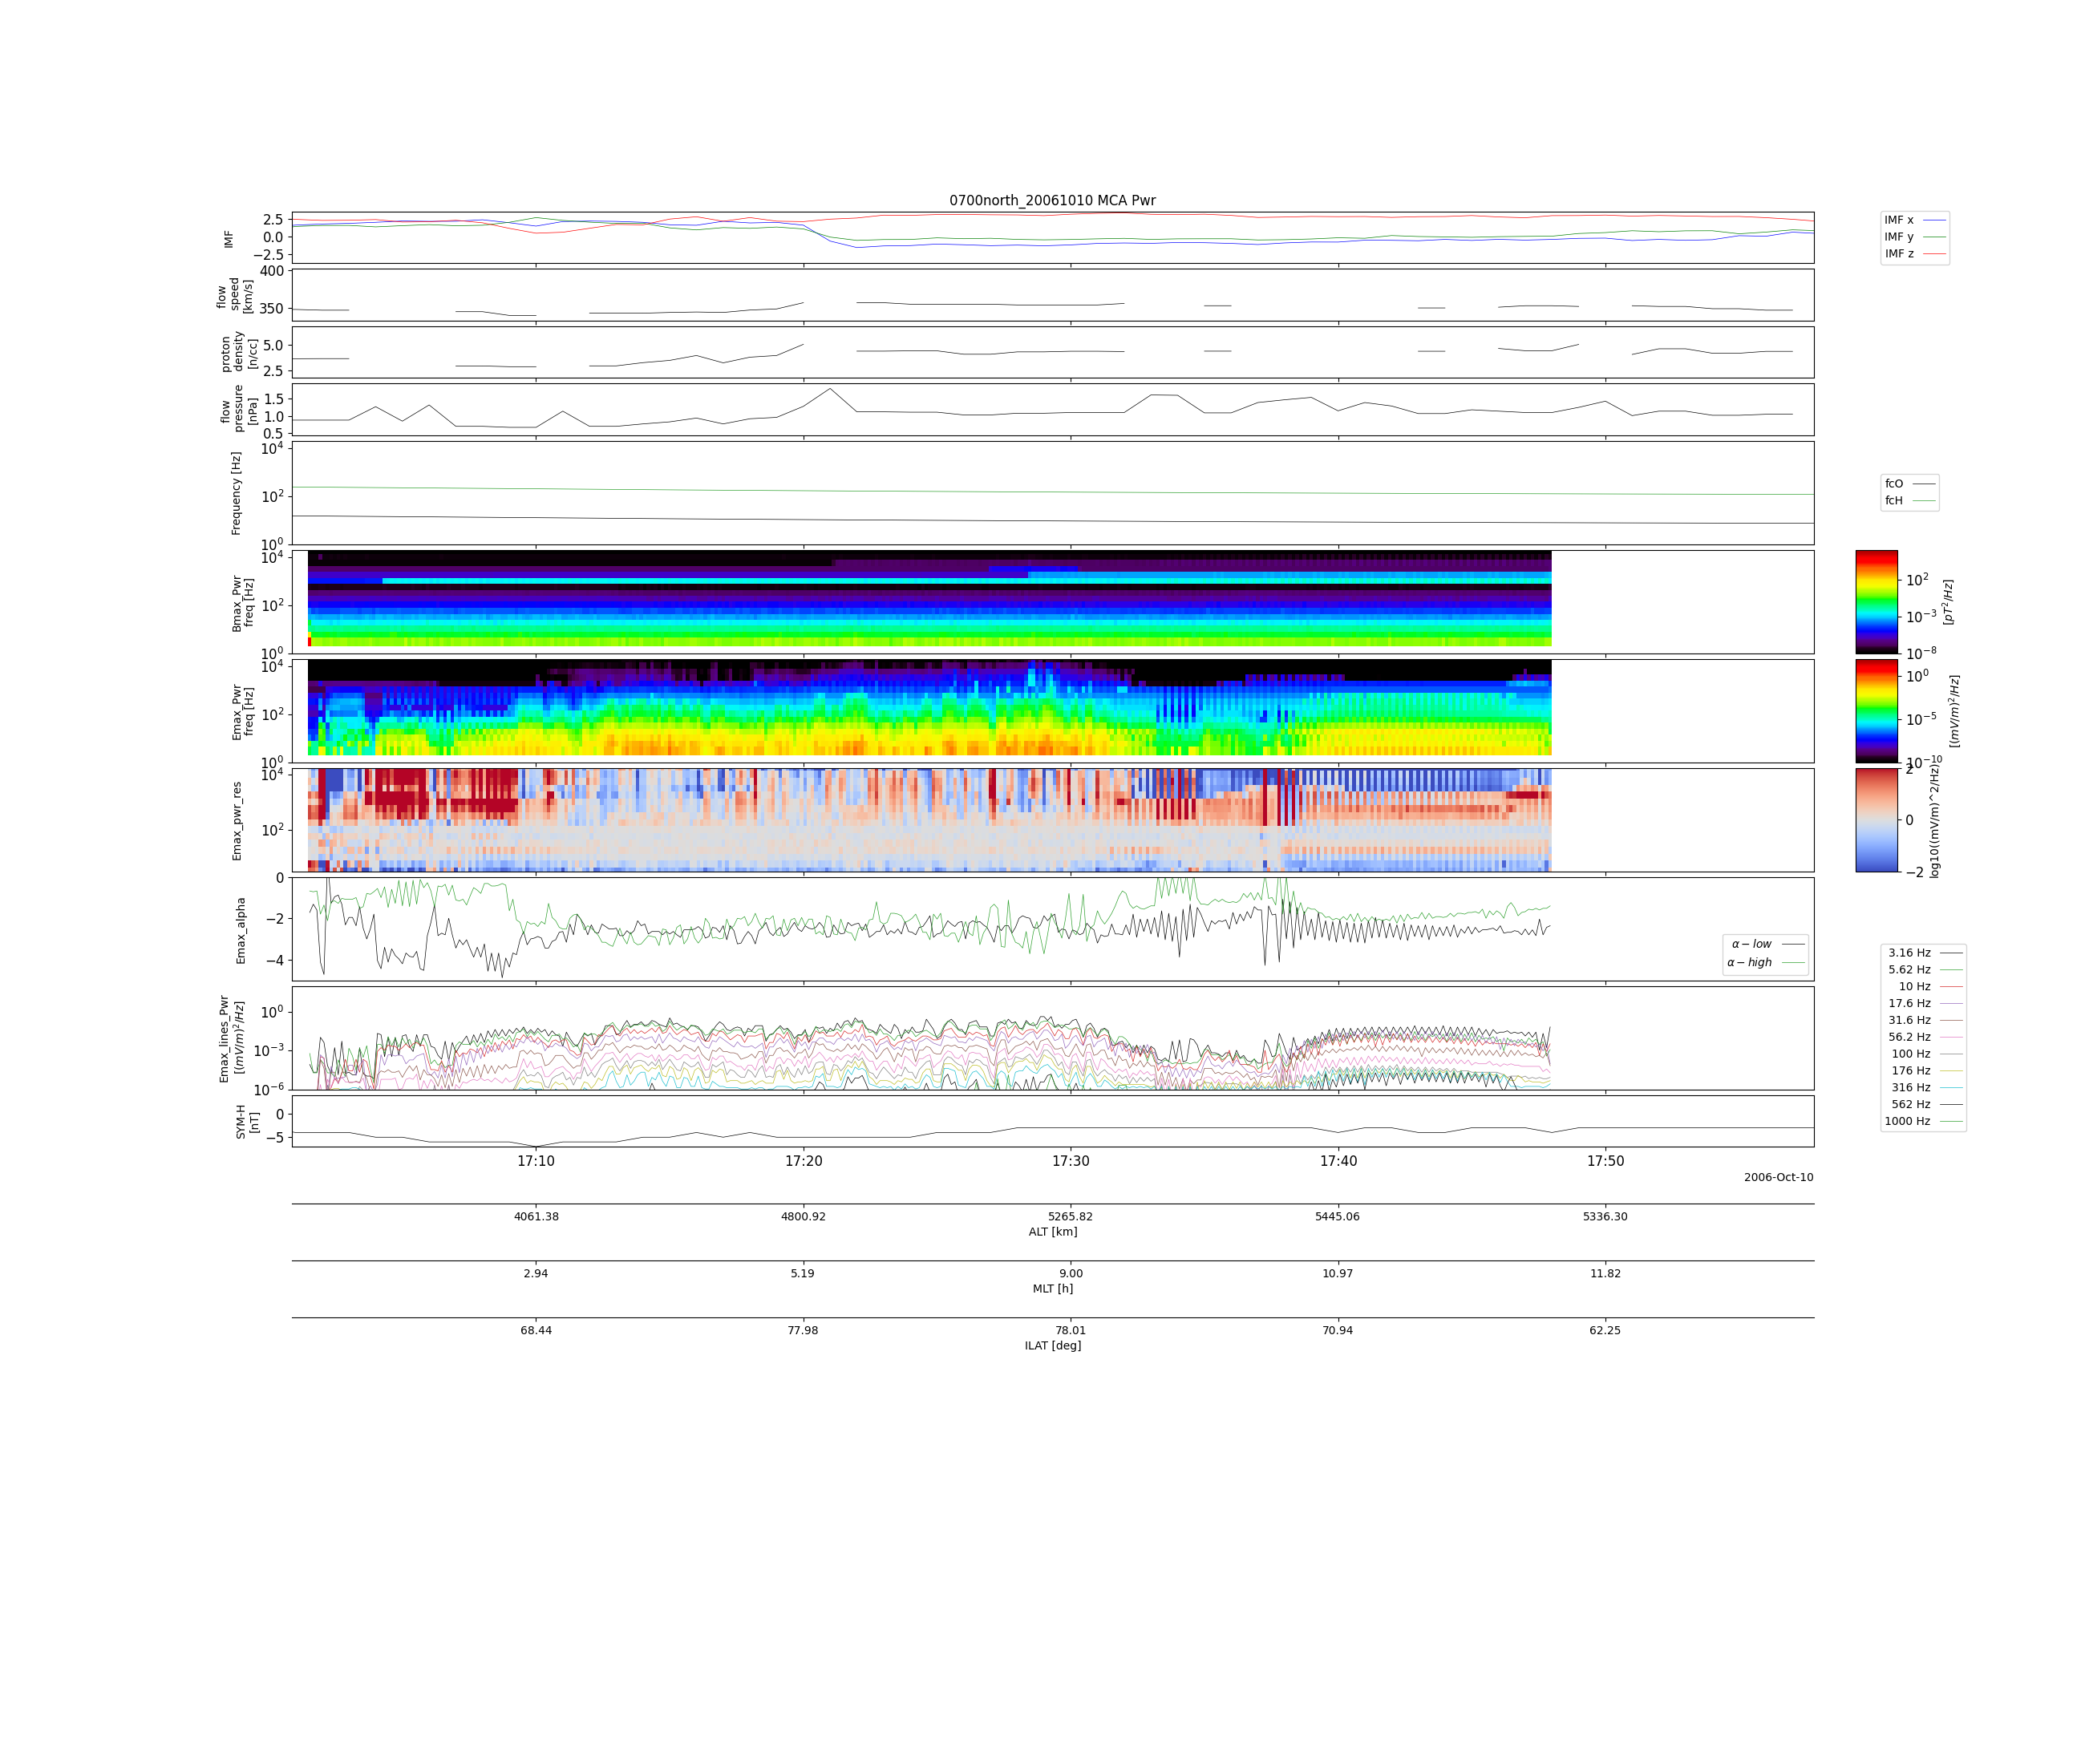 0700north_20061010 MCA Pwr
2.5
0.0
−2.5
IMF
IMF x
IMF y
IMF z
400
350
flow
speed
[km/s]
5.0
2.5
proton
density
[n/cc]
1.5
1.0
0.5
flow
pressure
[nPa]
10^4
10^2
10^0
Frequency [Hz]
fcO
fcH
10^4
10^2
10^0
Bmax_Pwr
freq [Hz]
10^2
10^-3
10^-8
[pT^2/Hz]
10^4
10^2
10^0
Emax_Pwr
freq [Hz]
10^0
10^-5
10^-10
[(mV/m)^2/Hz]
10^4
10^2
Emax_pwr_res
2
0
−2
log10((mV/m)^2/Hz)
0
−2
−4
Emax_alpha
α − low
α − high
10^0
10^-3
10^-6
Emax_lines_Pwr
[(mV/m)^2/Hz]
3.16 Hz
5.62 Hz
10 Hz
17.6 Hz
31.6 Hz
56.2 Hz
100 Hz
176 Hz
316 Hz
562 Hz
1000 Hz
0
−5
SYM-H
[nT]
17:10 17:20 17:30 17:40 17:50
2006-Oct-10
4061.38 4800.92 5265.82 5445.06 5336.30
ALT [km]
2.94 5.19 9.00 10.97 11.82
MLT [h]
68.44 77.98 78.01 70.94 62.25
ILAT [deg]